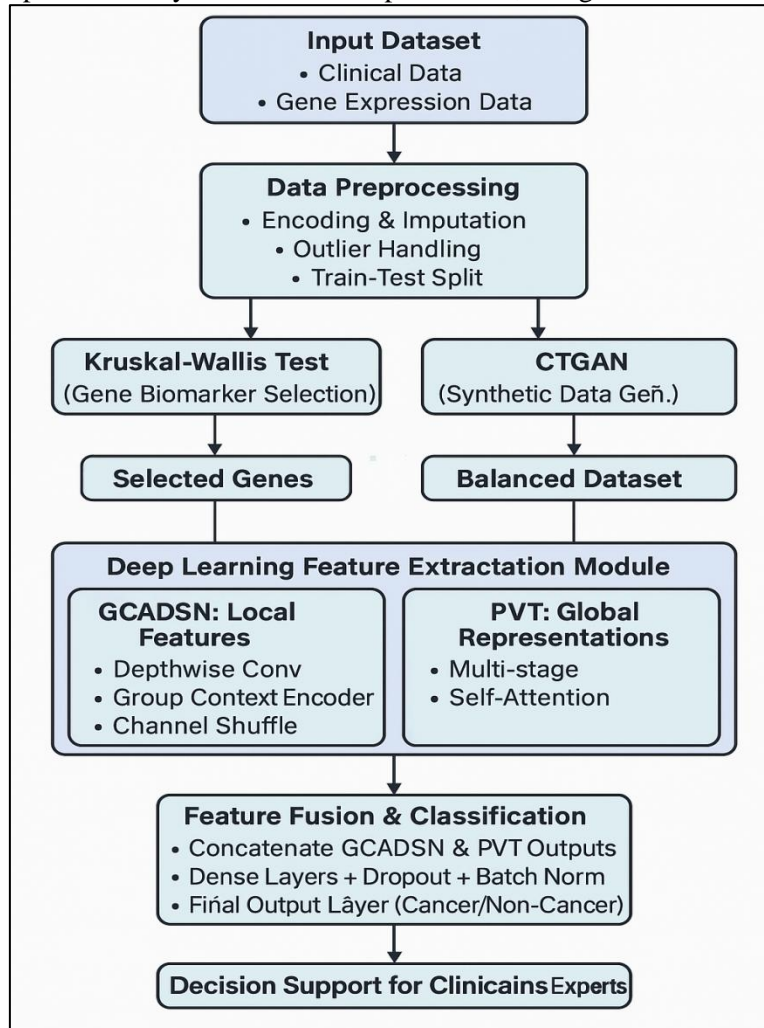 Input Dataset
• Clinical Data
• Gene Expression Data
Data Preprocessing
• Encoding & Imputation
• Outlier Handling
• Train-Test Split
Kruskal-Wallis Test
(Gene Biomarker Selection)
CTGAN
(Synthetic Data Geñ.)
Selected Genes
Balanced Dataset
Deep Learning Feature Extractation Module
GCADSN: Local
Features
• Depthwise Conv
• Group Context Encoder
• Channel Shuffle
PVT: Global
Representations
• Multi-stage
• Self-Attention
Feature Fusion & Classification
• Concatenate GCADSN & PVT Outputs
• Dense Layers + Dropout + Batch Norm
• Fińal Output Lâyer (Cancer/Non-Cancer)
Decision Support for Clinicains Experts